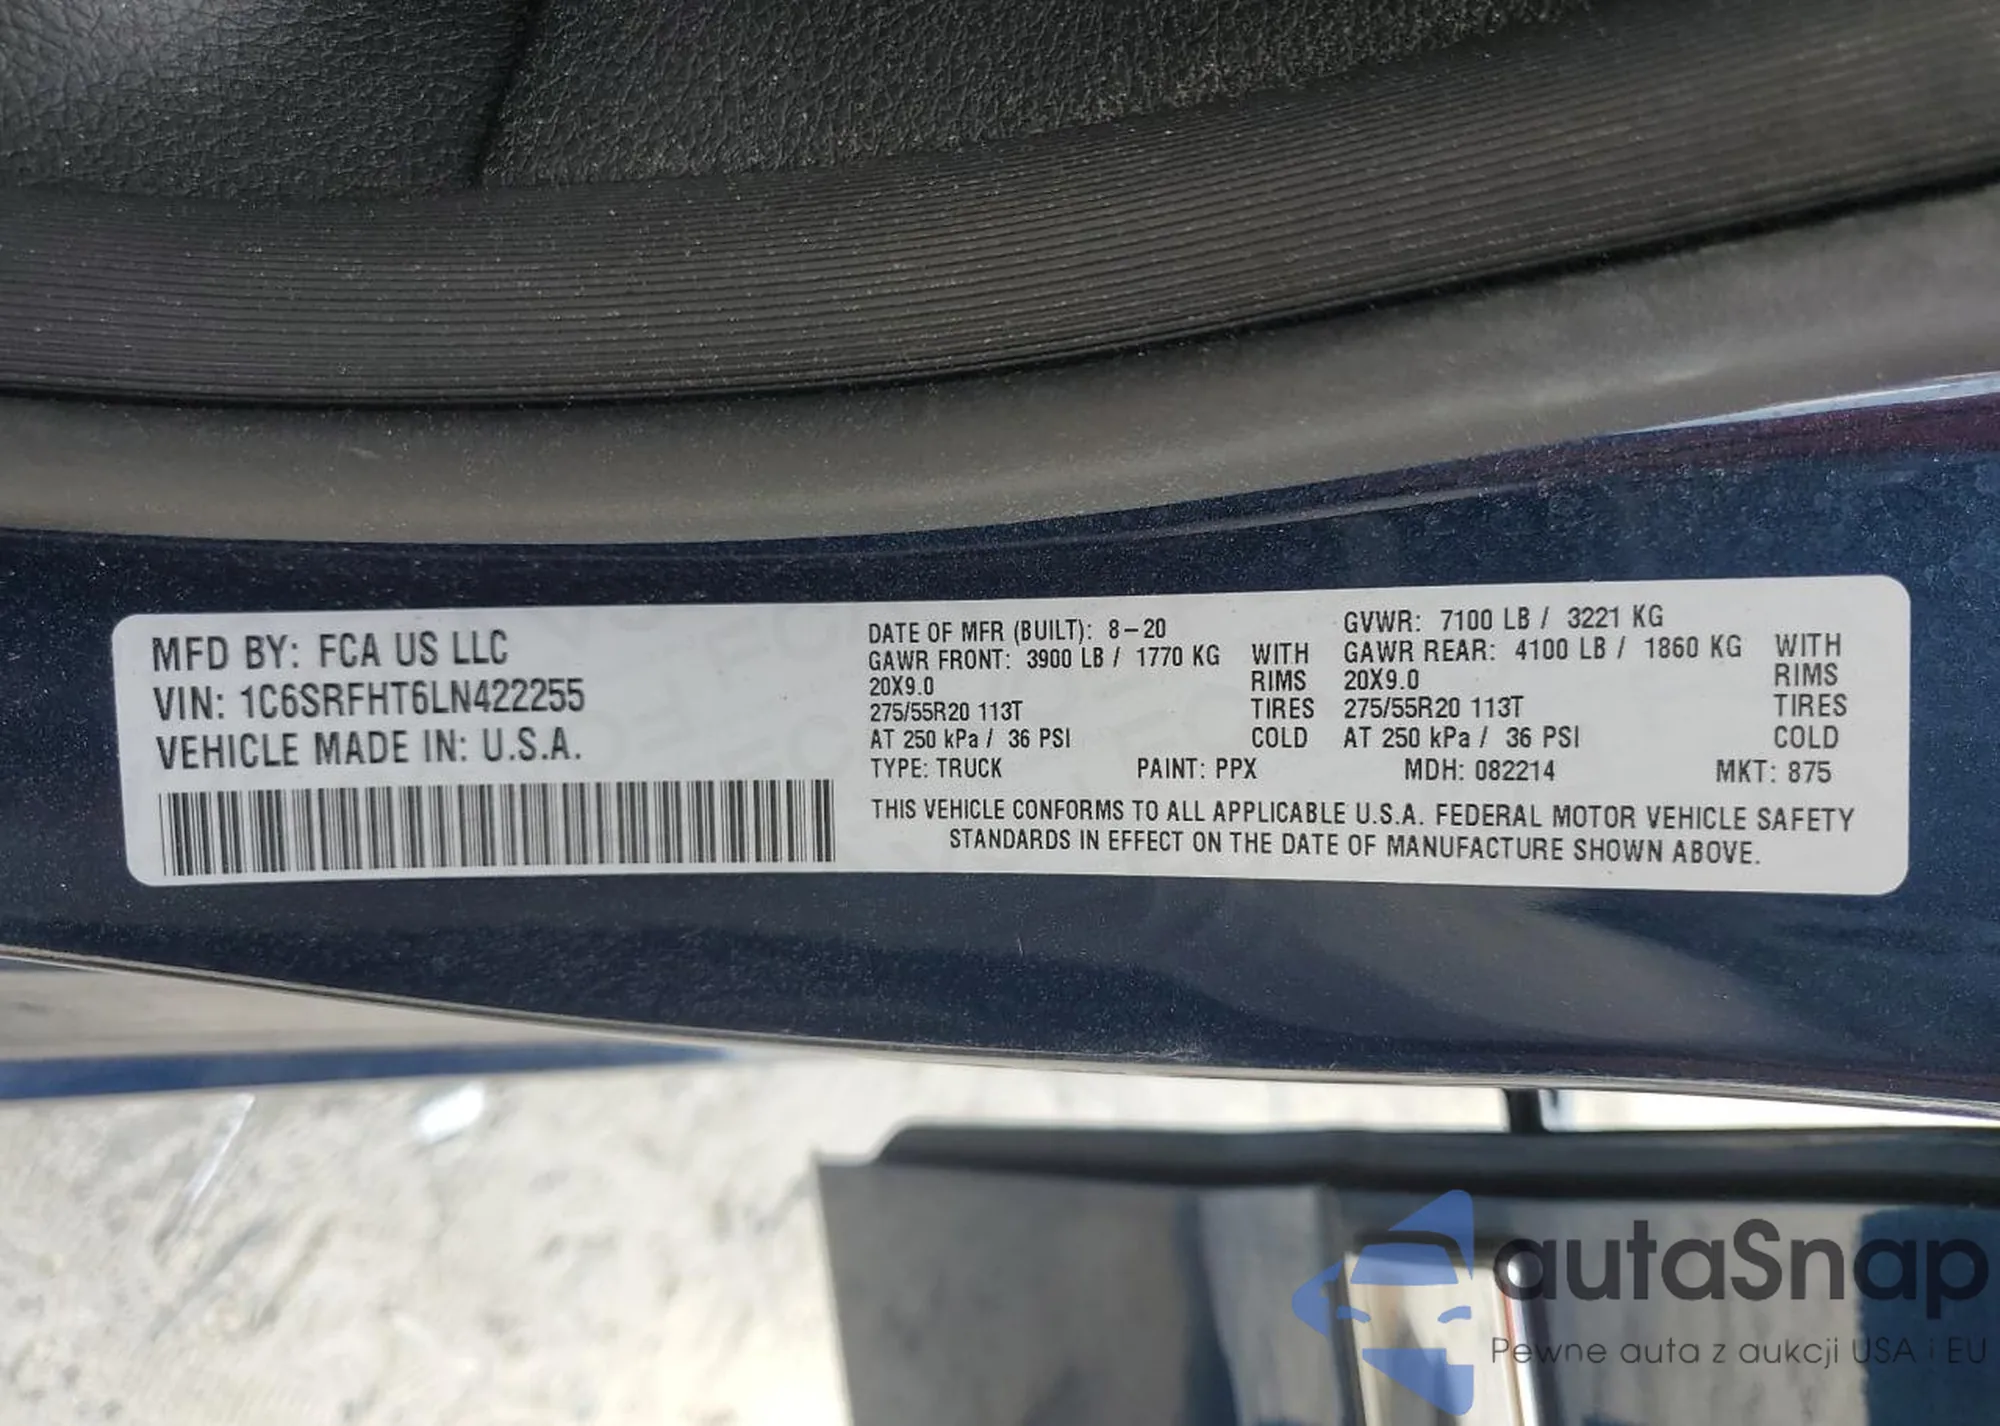 MFD BY: FCA US LLC
VIN: 1C6SRFHT6LN422255
VEHICLE MADE IN: U.S.A.
DATE OF MFR (BUILT): 8-20 GVWR: 7100 LB / 3221 KG
GAWR FRONT: 3900 LB / 1770 KG WITH GAWR REAR: 4100 LB / 1860 KG WITH
20X9.0 RIMS 20X9.0 RIMS
275/55R20 113T TIRES 275/55R20 113T TIRES
AT 250 kPa / 36 PSI COLD AT 250 kPa / 36 PSI COLD
TYPE: TRUCK PAINT: PPX MDH: 082214 MKT: 875
THIS VEHICLE CONFORMS TO ALL APPLICABLE U.S.A. FEDERAL MOTOR VEHICLE SAFETY
STANDARDS IN EFFECT ON THE DATE OF MANUFACTURE SHOWN ABOVE.
autaSnap
Pewne auta z aukcji USA i EU